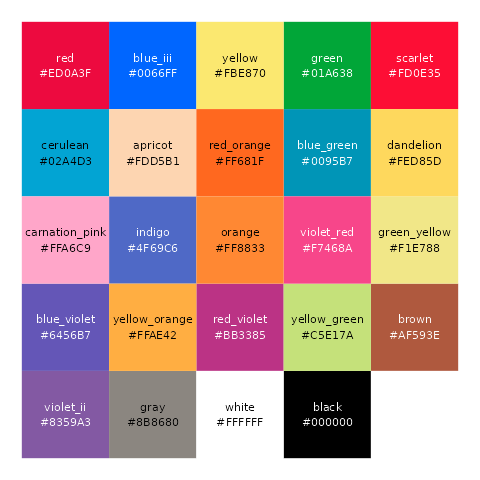 red
#ED0A3F
blue_iii
#0066FF
yellow
#FBE870
green
#01A638
scarlet
#FD0E35
cerulean
#02A4D3
apricot
#FDD5B1
red_orange
#FF681F
blue_green
#0095B7
dandelion
#FED85D
carnation_pink
#FFA6C9
indigo
#4F69C6
orange
#FF8833
violet_red
#F7468A
green_yellow
#F1E788
blue_violet
#6456B7
yellow_orange
#FFAE42
red_violet
#BB3385
yellow_green
#C5E17A
brown
#AF593E
violet_ii
#8359A3
gray
#8B8680
white
#FFFFFF
black
#000000